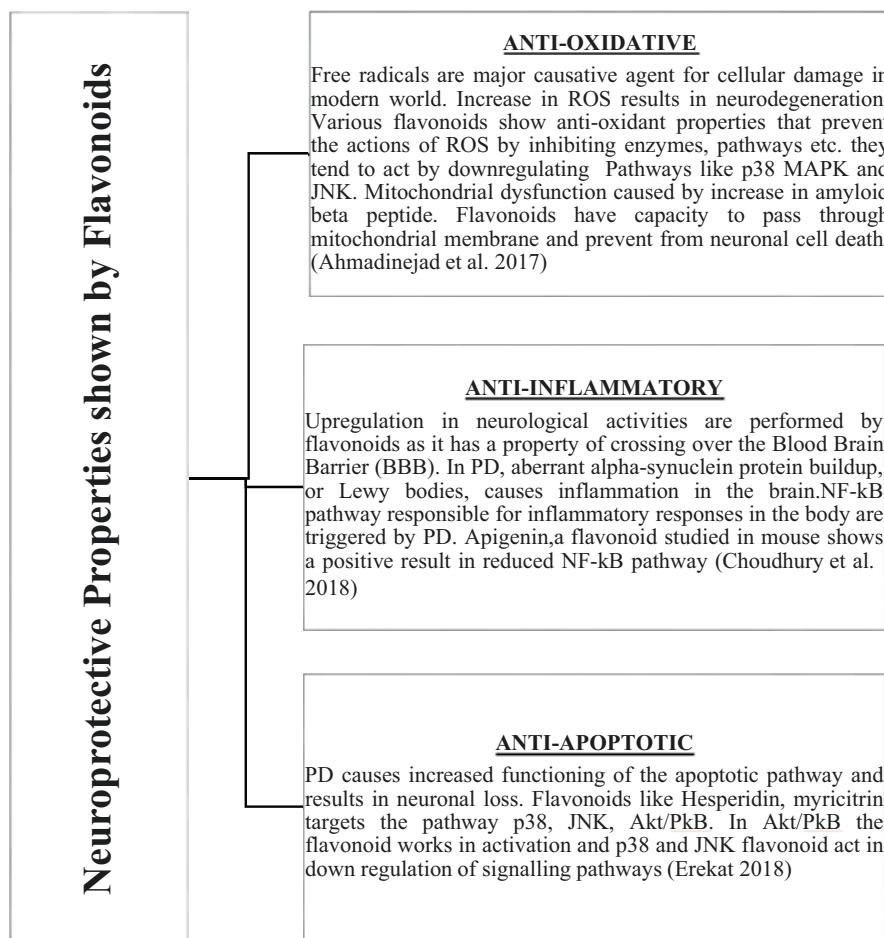 Neuroprotective Properties shown by Flavonoids
ANTI-OXIDATIVE
Free radicals are major causative agent for cellular damage in
modern world. Increase in ROS results in neurodegeneration
Various flavonoids show anti-oxidant properties that prevent
the actions of ROS by inhibiting enzymes, pathways etc. they
tend to act by downregulating Pathways like p38 MAPK and
JNK. Mitochondrial dysfunction caused by increase in amyloid
beta peptide. Flavonoids have capacity to pass through
mitochondrial membrane and prevent from neuronal cell death
(Ahmadinejad et al. 2017)
ANTI-INFLAMMATORY
Upregulation in neurological activities are performed by
flavonoids as it has a property of crossing over the Blood Brain
Barrier (BBB). In PD, aberrant alpha-synuclein protein buildup,
or Lewy bodies, causes inflammation in the brain.NF-kB
pathway responsible for inflammatory responses in the body are
triggered by PD. Apigenin,a flavonoid studied in mouse shows
a positive result in reduced NF-kB pathway (Choudhury et al.
2018)
ANTI-APOPTOTIC
PD causes increased functioning of the apoptotic pathway and
results in neuronal loss. Flavonoids like Hesperidin, myricitrin
targets the pathway p38, JNK, Akt/PkB. In Akt/PkB the
flavonoid works in activation and p38 and JNK flavonoid act in
down regulation of signalling pathways (Erekat 2018)